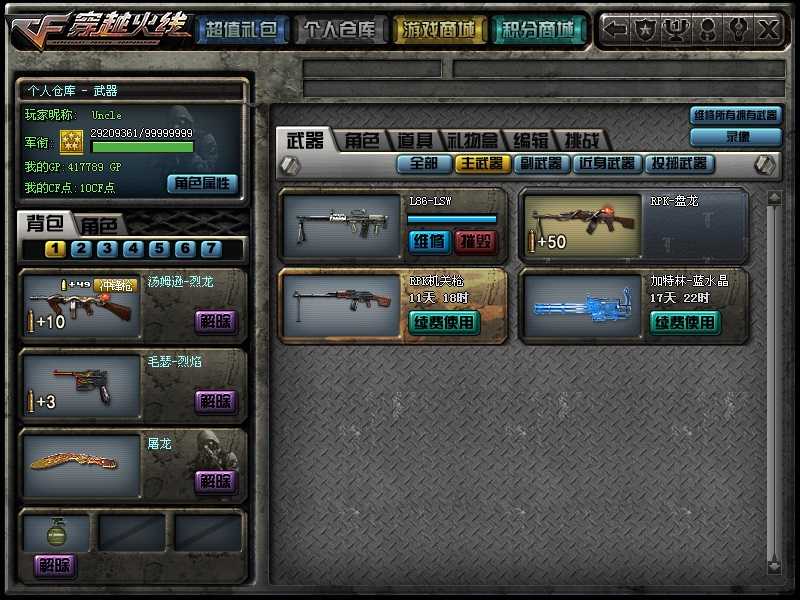 穿越火线 超值礼包 个人仓库 游戏商城 积分商城
个人仓库 - 武器
玩家昵称: Uncle
军衔: 29209361/99999999
我的GP:417789 GP
我的CF点:10CF点
角色属性
维修所有拥有武器
录像
武器 角色 道具 礼物盒 编辑 挑战
全部 主武器 副武器 近身武器 投掷武器
背包 角色
1 2 3 4 5 6 7
+49 冲锋枪
汤姆逊-烈龙
+10
解除
毛瑟-烈焰
+3
解除
屠龙
解除
解除
L86-LSW
维修 摧毁
RPK-盘龙
+50
RPK机关枪
11天 18时
续费使用
加特林-蓝水晶
17天 22时
续费使用